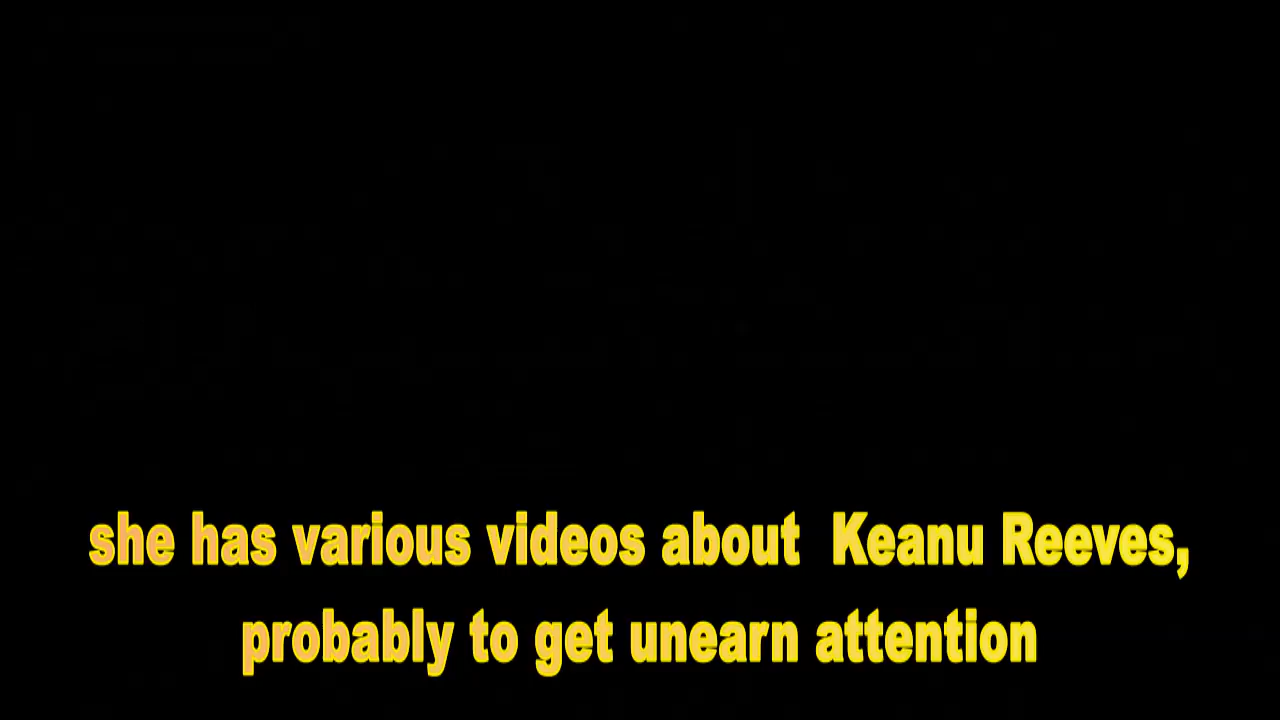 she has various videos about  Keanu Reeves,
probably to get unearn attention